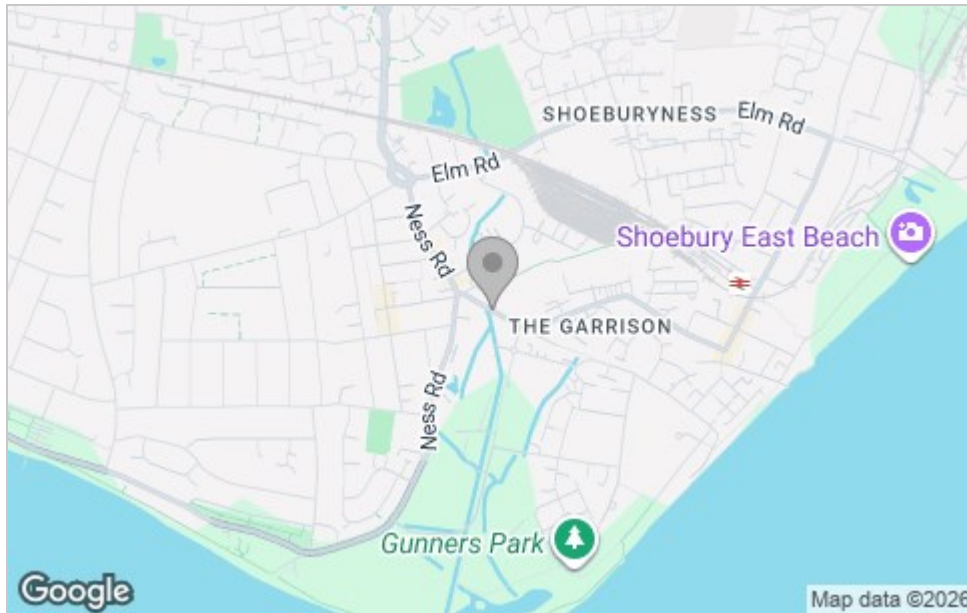 SHOEBURYNESS
Elm Rd
Elm Rd
Ness Rd
Shoebury East Beach
THE GARRISON
Ness Rd
Gunners Park
Google
Map data ©2026